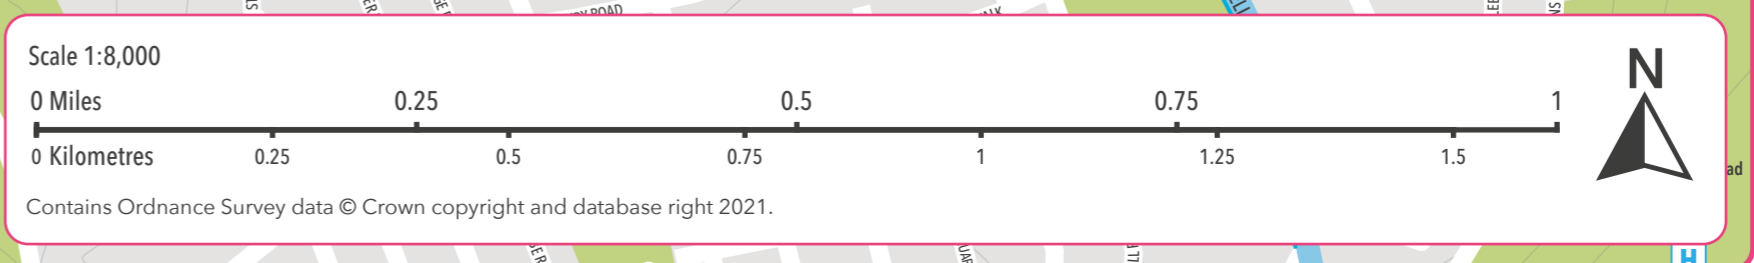 Scale 1:8,000
N
0 Miles 0.25 0.5 0.75 1
0 Kilometres 0.25 0.5 0.75 1 1.25 1.5
Contains Ordnance Survey data © Crown copyright and database right 2021.
H